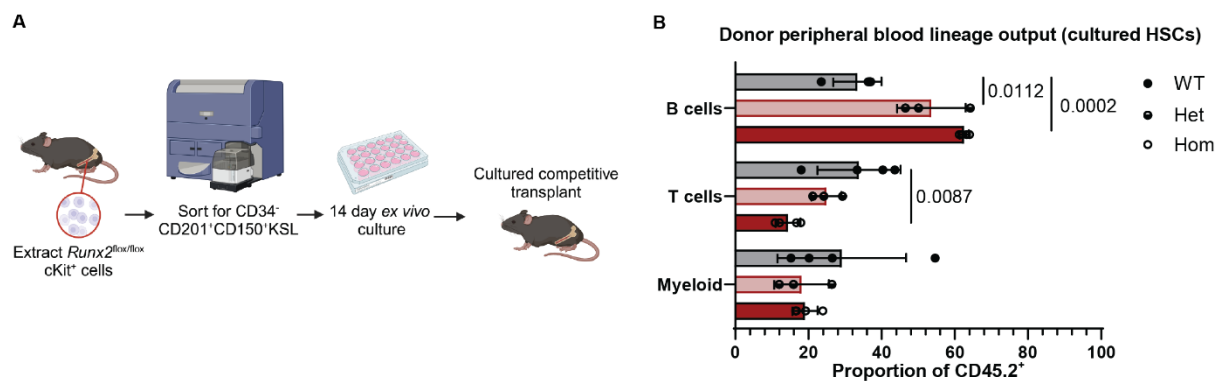 A
Extract Runx2flox/flox
cKit+ cells
Sort for CD34-
CD201+CD150+KSL
14 day ex vivo
culture
Cultured competitive
transplant
B
Donor peripheral blood lineage output (cultured HSCs)
B cells
T cells
Myeloid
0.0112
0.0002
0.0087
WT
Het
Hom
0 20 40 60 80 100
Proportion of CD45.2+